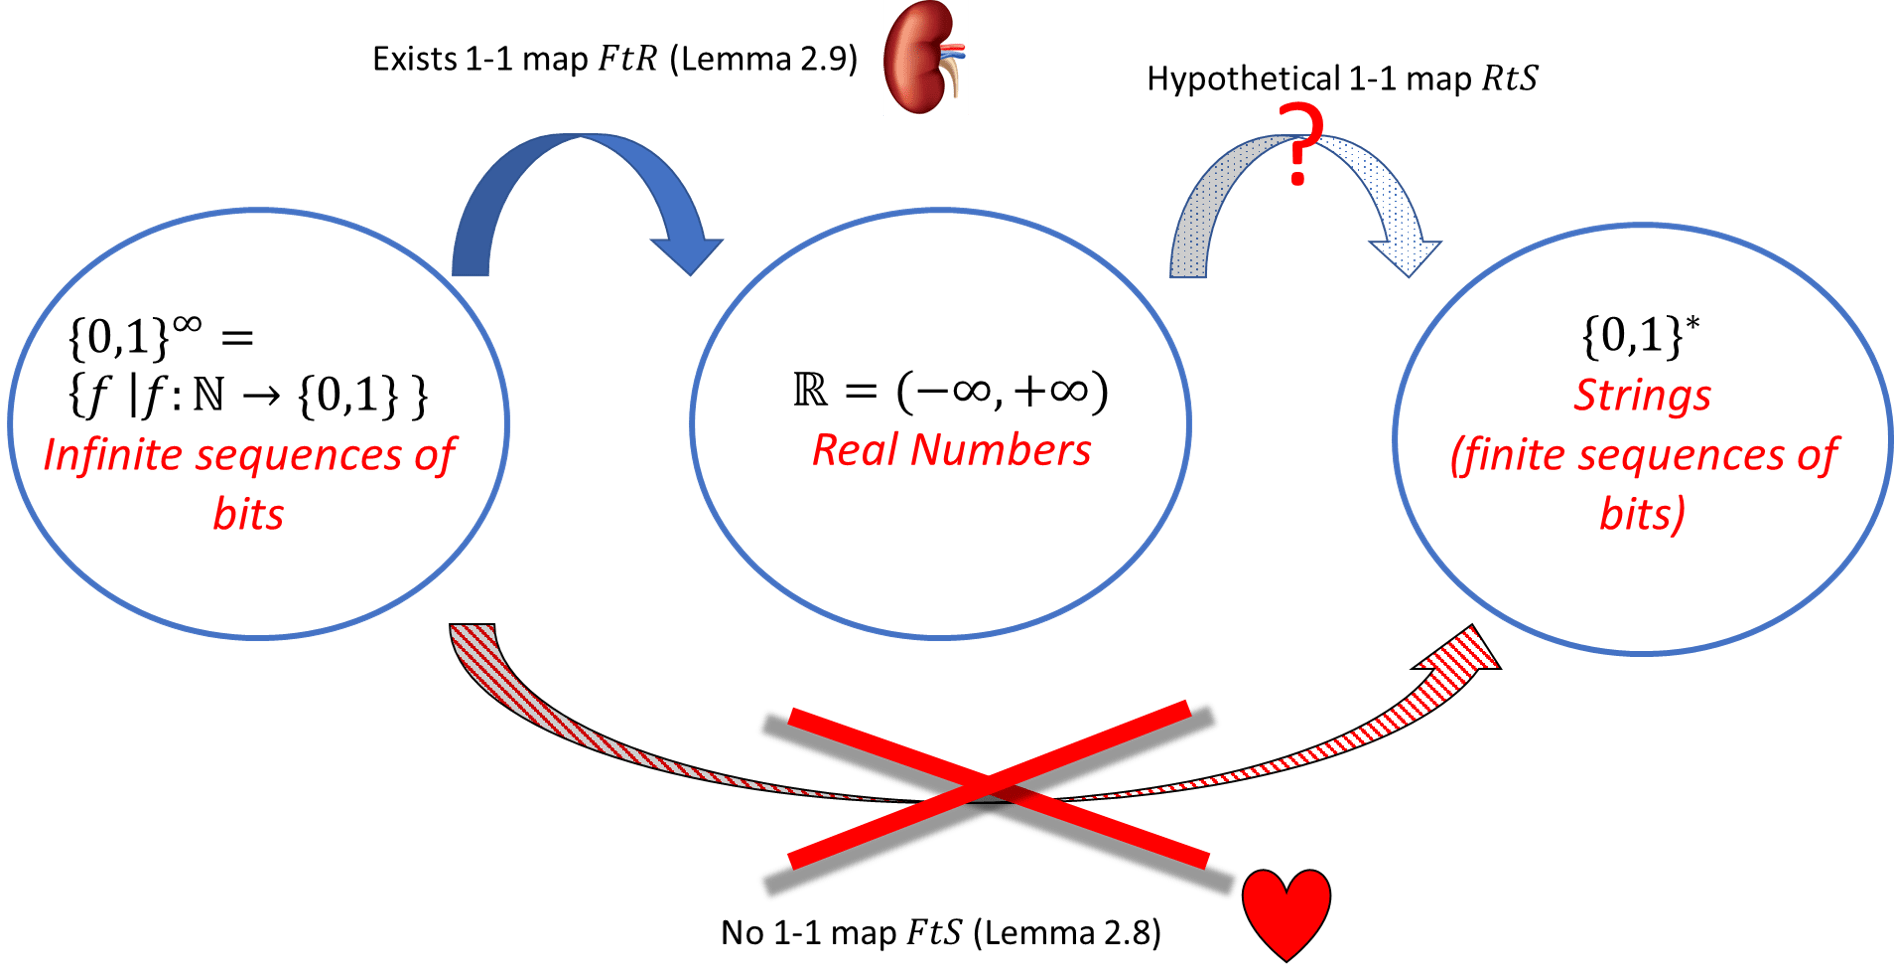 Exists 1-1 map FtR (Lemma 2.9)
Hypothetical 1-1 map RtS
?
{0,1}^∞ =
{f |f: ℕ → {0,1} }
Infinite sequences of
bits
ℝ = (−∞, +∞)
Real Numbers
{0,1}*
Strings
(finite sequences of
bits)
No 1-1 map FtS (Lemma 2.8)